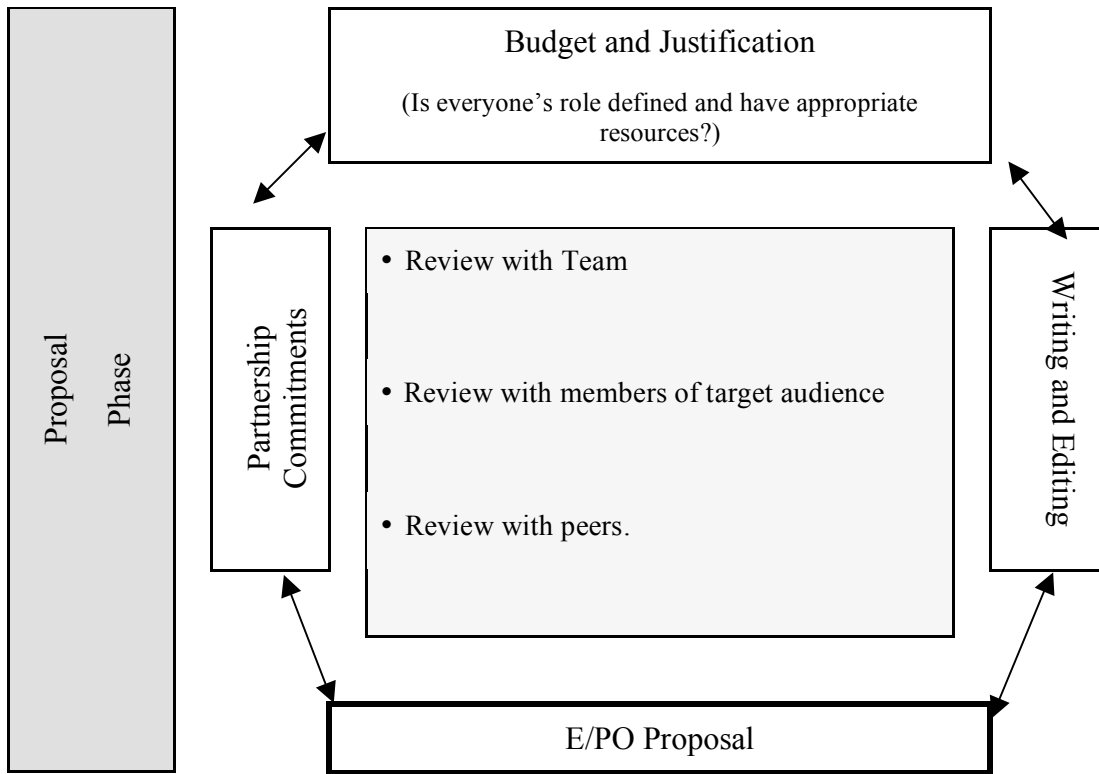 Proposal
Phase
Budget and Justification
(Is everyone’s role defined and have appropriate
resources?)
Partnership
Commitments
• Review with Team
• Review with members of target audience
• Review with peers.
Writing and Editing
E/PO Proposal